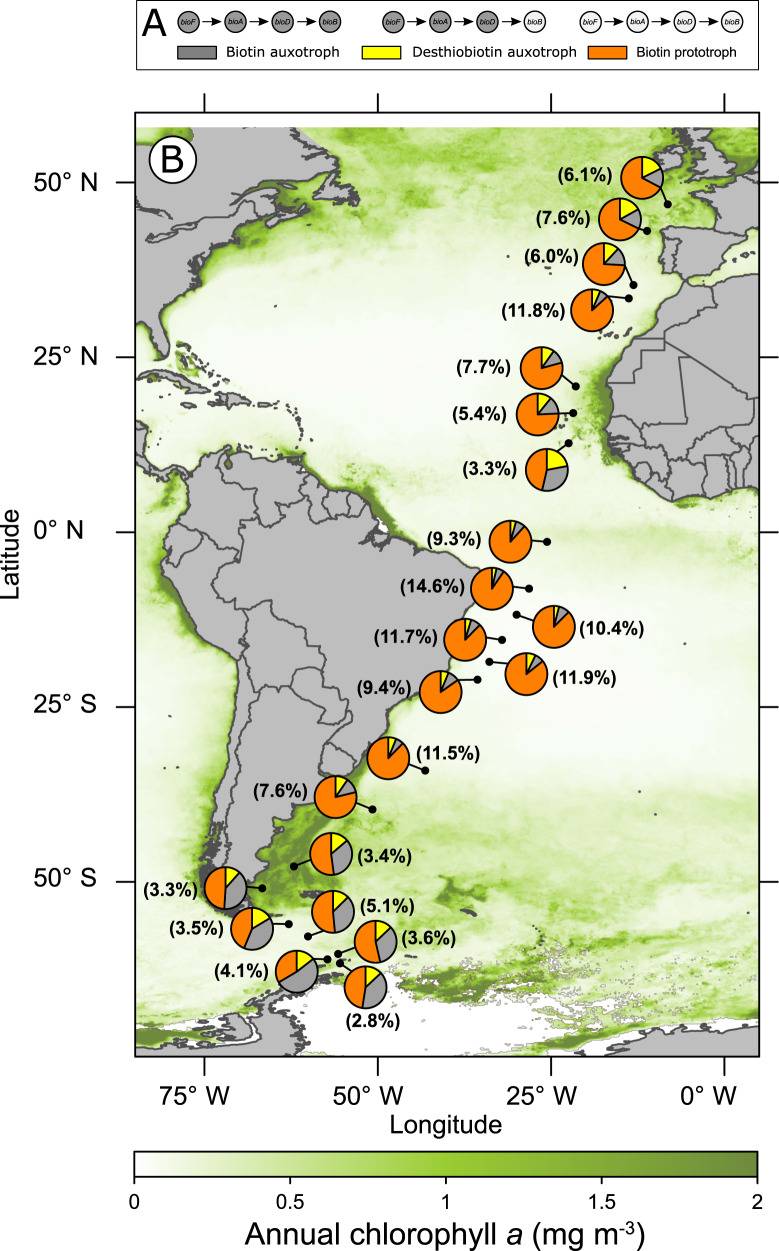 A bioF bioA bioD bioB bioF bioA bioD bioB bioF bioA bioD bioB
Biotin auxotroph Desthiobiotin auxotroph Biotin prototroph
B
50° N
(6.1%)
(7.6%)
(6.0%)
(11.8%)
25° N
(7.7%)
(5.4%)
(3.3%)
Latitude
0° N
(9.3%)
(14.6%)
(10.4%)
(11.7%)
(11.9%)
(9.4%)
25° S
(11.5%)
(7.6%)
(3.4%)
50° S
(3.3%)
(5.1%)
(3.5%)
(3.6%)
(4.1%)
(2.8%)
75° W 50° W 25° W 0° W
Longitude
0 0.5 1 1.5 2
Annual chlorophyll a (mg m-3)